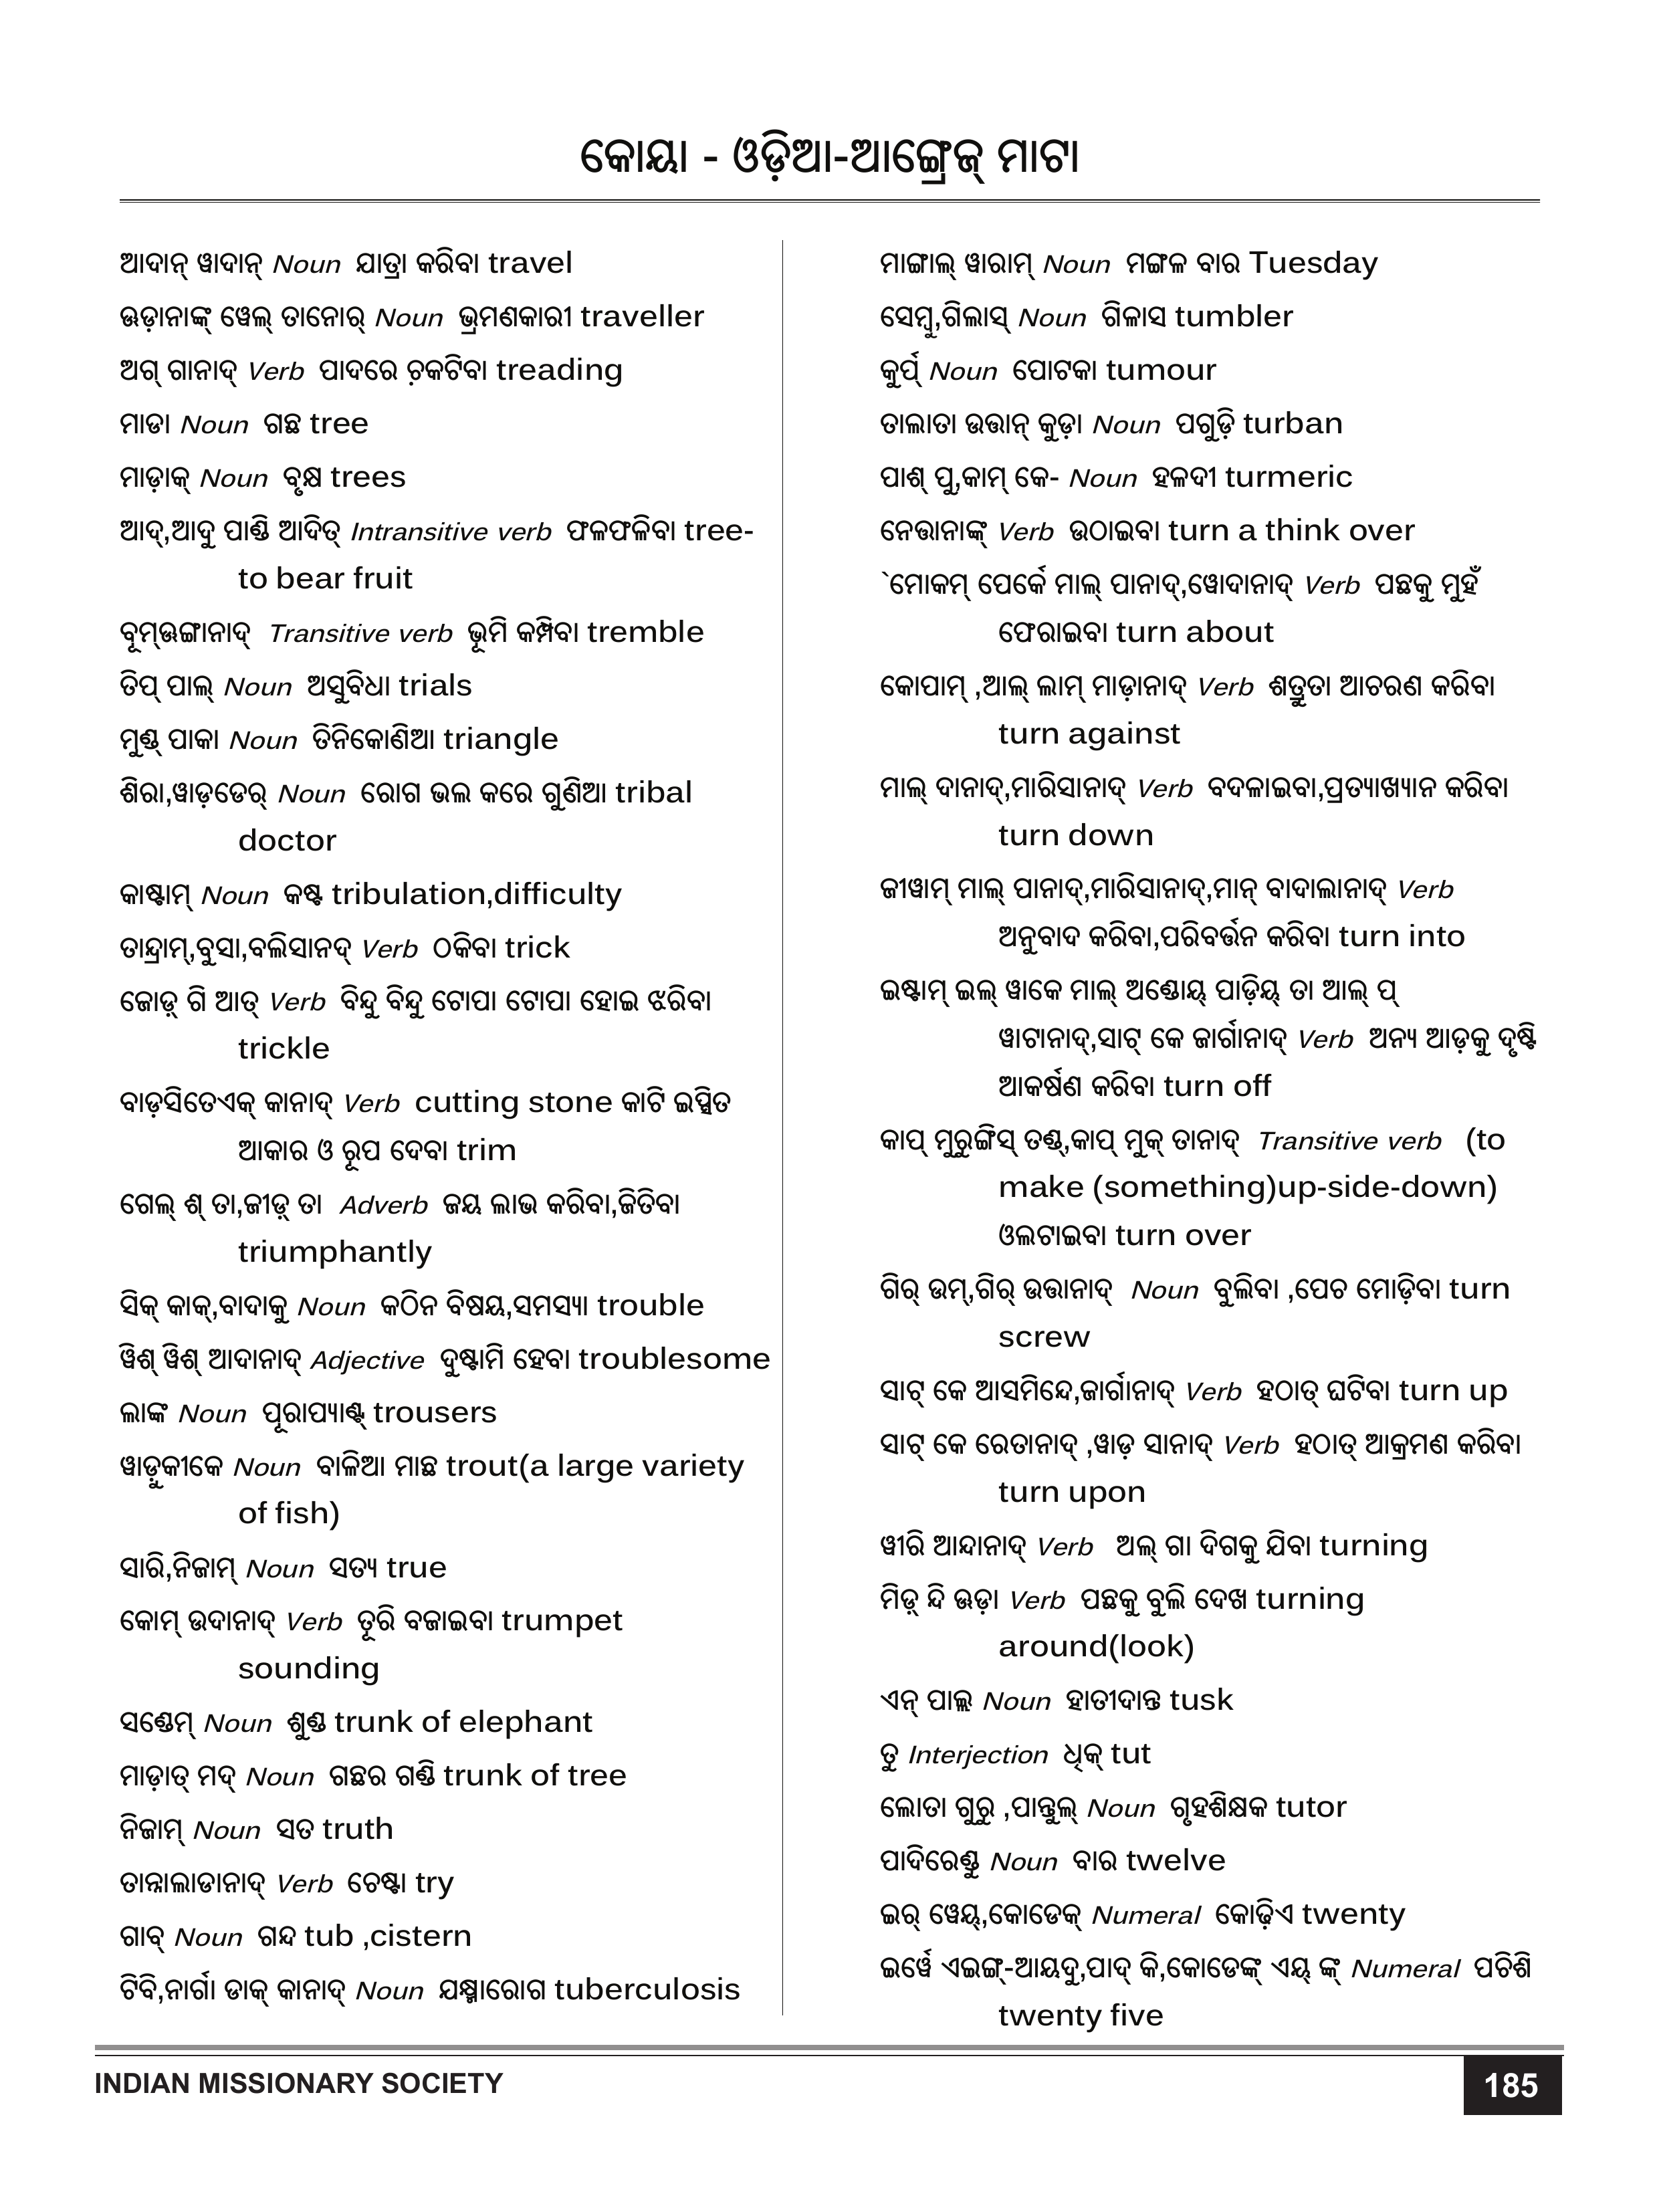 କୋୟା - ଓଡ଼ିଆ-ଆଙ୍ଗ୍ରେଜ୍ ମାଟା
ଆଦାନ୍ ୱାଦାନ୍ Noun ଯାତ୍ରା କରିବା travel
ଊଡ଼ାନାଙ୍କ୍ ୱେଲ୍ ତାନୋର୍ Noun ଭ୍ରମଣକାରୀ traveller
ଅଗ୍ ଗାନାଦ୍ Verb ପାଦରେ ଚ଼କଟିବା treading
ମାଡା Noun ଗଛ tree
ମାଡ଼ାକ୍ Noun ବୃକ୍ଷ trees
ଆଦ୍,ଆଦୁ ପାଣ୍ଡି ଆଦିତ୍ Intransitive verb ଫଳଫଳିବା tree-
to bear fruit
ବୂମ୍ଊଙ୍ଗାନାଦ୍ Transitive verb ଭୂମି କମ୍ପିବା tremble
ତିପ୍ ପାଲ୍ Noun ଅସୁବିଧା trials
ମୁଣ୍ଡ୍ ପାକା Noun ତିନିକୋଣିଆ triangle
ଶିରା,ୱାଡ଼ଡେର୍ Noun ରୋଗ ଭଲ କରେ ଗୁଣିଆ tribal
doctor
କାଷ୍ଟାମ୍ Noun କଷ୍ଟ tribulation,difficulty
ତାନ୍ଦ୍ରାମ୍,ବୁସା,ବଲିସାନଦ୍ Verb ଠକିବା trick
ଜୋଡ଼୍ ଗି ଆତ୍ Verb ବିନ୍ଦୁ ବିନ୍ଦୁ ଟୋପା ଟୋପା ହୋଇ ଝରିବା
trickle
ବାଡ଼ସିତେଏକ୍ କାନାଦ୍ Verb cutting stone କାଟି ଇପ୍ସିତ
ଆକାର ଓ ରୂପ ଦେବା trim
ଗେଲ୍ ଶ୍ ତା,ଜୀଡ଼୍ ତା Adverb ଜୟ ଲାଭ କରିବା,ଜିତିବା
triumphantly
ସିକ୍ କାକ୍,ବାଦାକୁ Noun କଠିନ ବିଷୟ,ସମସ୍ୟା trouble
ୱିଶ୍ ୱିଶ୍ ଆଦାନାଦ୍ Adjective ଦୁଷ୍ଟାମି ହେବା troublesome
ଲାଙ୍କ Noun ପୂରାପ୍ୟାଣ୍ଟ୍ trousers
ୱାଡ଼ୁକୀକେ Noun ବାଳିଆ ମାଛ trout(a large variety
of fish)
ସାରି,ନିଜାମ୍ Noun ସତ୍ୟ true
କୋମ୍ ଉଦାନାଦ୍ Verb ତୂରି ବଜାଇବା trumpet
sounding
ସଣ୍ଡେମ୍ Noun ଶୁଣ୍ଡ trunk of elephant
ମାଡ଼ାତ୍ ମଦ୍ Noun ଗଛର ଗଣ୍ଡି trunk of tree
ନିଜାମ୍ Noun ସତ truth
ତାନ୍ନାଲାଡାନାଦ୍ Verb ଚେଷ୍ଟା try
ଗାବ୍ Noun ଗନ୍ଦ tub ,cistern
ଟିବି,ନାର୍ଗା ଡାକ୍ କାନାଦ୍ Noun ଯକ୍ଷ୍ମାରୋଗ tuberculosis
ମାଙ୍ଗାଲ୍ ୱାରାମ୍ Noun ମଙ୍ଗଳ ବାର Tuesday
ସେମ୍ବୁ,ଗିଲାସ୍ Noun ଗିଳାସ tumbler
କୁର୍ପ୍ Noun ପୋଟକା tumour
ତାଲାତା ଉତ୍ତାନ୍ କୁଡ଼ା Noun ପଗୁଡ଼ି turban
ପାଶ୍ ପୁ,କାମ୍ କେ- Noun ହଳଦୀ turmeric
ନେତ୍ତାନାଙ୍କ୍ Verb ଉଠାଇବା turn a think over
`ମୋକମ୍ ପେର୍କେ ମାଲ୍ ପାନାଦ୍,ୱୋଦାନାଦ୍ Verb ପଛକୁ ମୁହଁ
ଫେରାଇବା turn about
କୋପାମ୍ ,ଆଲ୍ ଲାମ୍ ମାଡ଼ାନାଦ୍ Verb ଶତ୍ରୁତା ଆଚରଣ କରିବା
turn against
ମାଲ୍ ଦାନାଦ୍,ମାରିସାନାଦ୍ Verb ବଦଳାଇବା,ପ୍ରତ୍ୟାଖ୍ୟାନ କରିବା
turn down
ଜୀୱାମ୍ ମାଲ୍ ପାନାଦ୍,ମାରିସାନାଦ୍,ମାନ୍ ବାଦାଲାନାଦ୍ Verb
ଅନୁବାଦ କରିବା,ପରିବର୍ତ୍ତନ କରିବା turn into
ଇଷ୍ଟାମ୍ ଇଲ୍ ୱାକେ ମାଲ୍ ଅଣ୍ଡୋୟ୍ ପାଡ଼ିୟ୍ ତା ଆଲ୍ ପ୍
ୱାଟାନାଦ୍,ସାଟ୍ କେ ଜାର୍ଗାନାଦ୍ Verb ଅନ୍ୟ ଆଡ଼କୁ ଦୃଷ୍ଟି
ଆକର୍ଷଣ କରିବା turn off
କାପ୍ ମୁରୁଙ୍ଗିସ୍ ତଣ୍ଡ୍,କାପ୍ ମୁକ୍ ତାନାଦ୍ Transitive verb (to
make (something)up-side-down)
ଓଲଟାଇବା turn over
ଗିର୍ ଉମ୍,ଗିର୍ ଉତ୍ତାନାଦ୍ Noun ବୁଲିବା ,ପେଚ ମୋଡ଼ିବା turn
screw
ସାଟ୍ କେ ଆସମିନ୍ଦେ,ଜାର୍ଗାନାଦ୍ Verb ହଠାତ୍ ଘଟିବା turn up
ସାଟ୍ କେ ରେତାନାଦ୍ ,ୱାଡ଼ ସାନାଦ୍ Verb ହଠାତ୍ ଆକ୍ରମଣ କରିବା
turn upon
ୱୀରି ଆନ୍ଦାନାଦ୍ Verb ଅଲ୍ ଗା ଦିଗକୁ ଯିବା turning
ମିଡ଼୍ ନ୍ଦି ଊଡ଼ା Verb ପଛକୁ ବୁଲି ଦେଖ turning
around(look)
ଏନ୍ ପାଲ୍ଲ Noun ହାତୀଦାନ୍ତ tusk
ତୁ Interjection ଧିକ୍ tut
ଲୋତା ଗୁରୁ ,ପାନ୍ତୁଲ୍ Noun ଗୃହଶିକ୍ଷକ tutor
ପାଦିରେଣ୍ଡୁ Noun ବାର twelve
ଇର୍ ୱେୟ୍,କୋଡେକ୍ Numeral କୋଢ଼ିଏ twenty
ଇର୍ୱେ ଏଇଙ୍ଗ୍-ଆୟଦୁ,ପାଦ୍ କି,କୋଡେଙ୍କ୍ ଏୟ୍ ଙ୍କ୍ Numeral ପଚିଶି
twenty five
INDIAN MISSIONARY SOCIETY
185